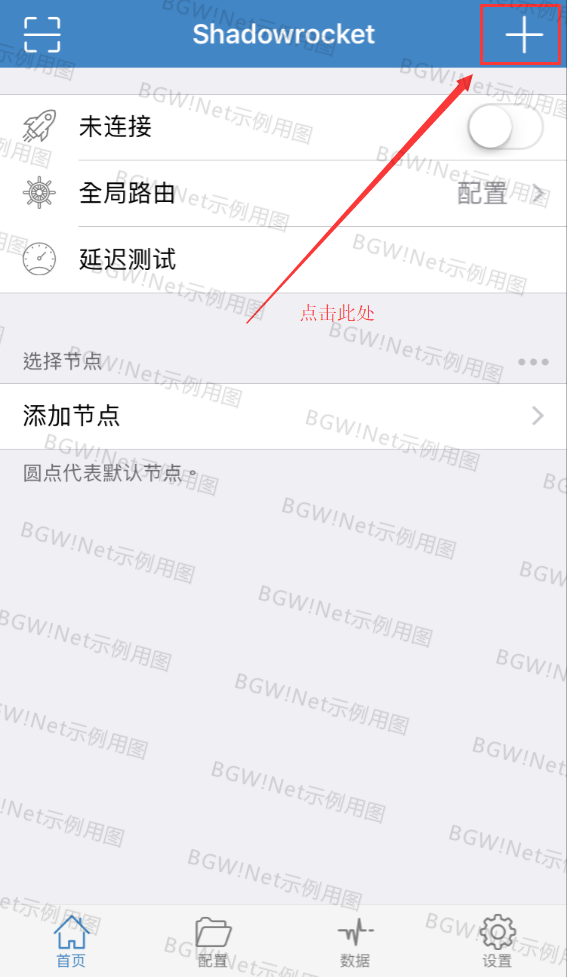 Shadowrocket
未连接
全局路由
配置
延迟测试
点击此处
选择节点
添加节点
圆点代表默认节点。
首页
配置
数据
设置
BGW!Net示例用图